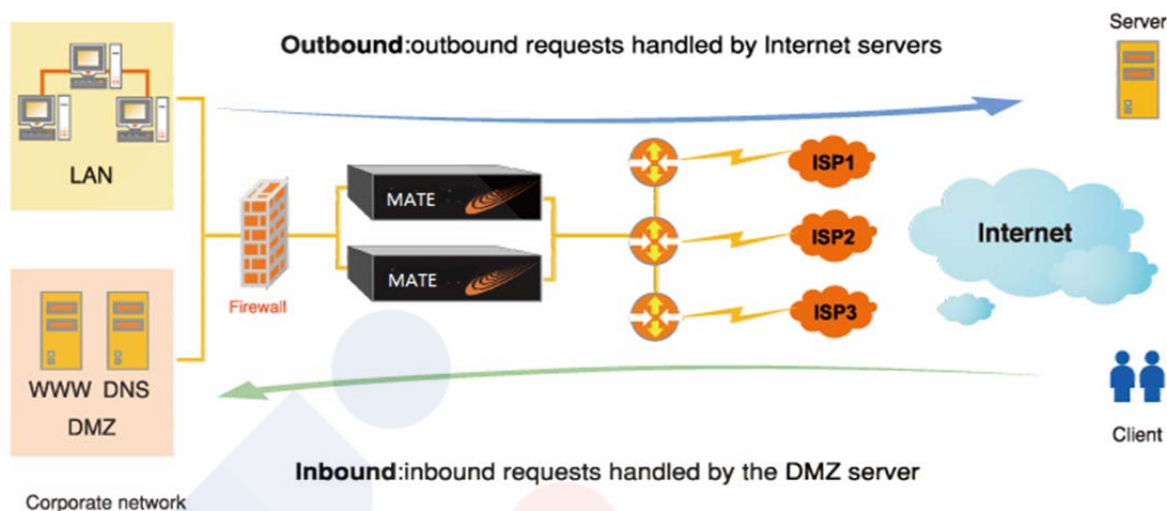 Server
Outbound:outbound requests handled by Internet servers
LAN
MATE
MATE
Firewall
ISP1
ISP2
ISP3
Internet
WWW DNS
DMZ
Client
Inbound:inbound requests handled by the DMZ server
Corporate network